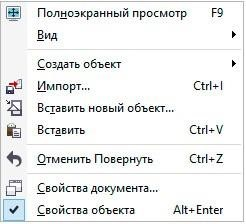 Полноэкранный просмотр F9
Вид
Создать объект
Импорт... Ctrl+I
Вставить новый объект...
Вставить Ctrl+V
Отменить Повернуть Ctrl+Z
Свойства документа...
Свойства объекта Alt+Enter